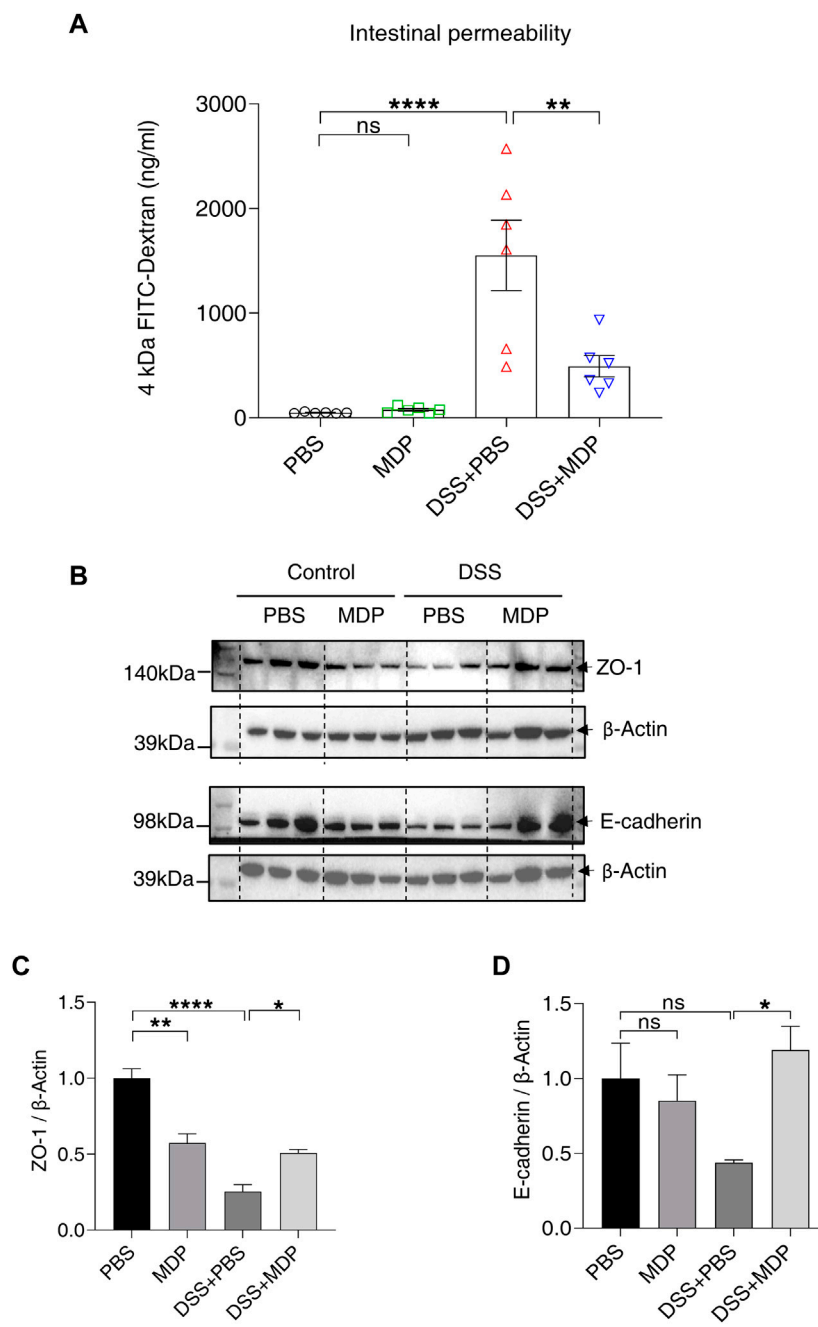 A
Intestinal permeability
4 kDa FITC-Dextran (ng/ml)
3000
2000
1000
0
****
**
ns
PBS
MDP
DSS+PBS
DSS+MDP
B
Control DSS
PBS MDP PBS MDP
140kDa ZO-1
39kDa β-Actin
98kDa E-cadherin
39kDa β-Actin
C
ZO-1 / β-Actin
1.5
1.0
0.5
0.0
****
*
**
PBS
MDP
DSS+PBS
DSS+MDP
D
E-cadherin / β-Actin
1.5
1.0
0.5
0.0
ns
*
ns
PBS
MDP
DSS+PBS
DSS+MDP